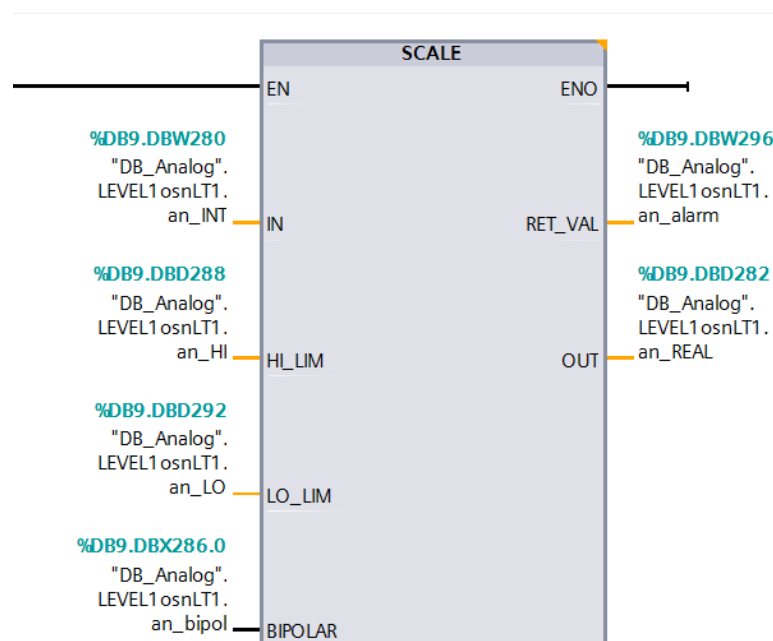 SCALE
EN
ENO
%DB9.DBW280
"DB_Analog".
LEVEL1osnLT1.
an_INT
IN
%DB9.DBW296
"DB_Analog".
LEVEL1osnLT1.
an_alarm
RET_VAL
%DB9.DBD288
"DB_Analog".
LEVEL1osnLT1.
an_HI
HI_LIM
%DB9.DBD282
"DB_Analog".
LEVEL1osnLT1.
an_REAL
OUT
%DB9.DBD292
"DB_Analog".
LEVEL1osnLT1.
an_LO
LO_LIM
%DB9.DBX286.0
"DB_Analog".
LEVEL1osnLT1.
an_bipol
BIPOLAR